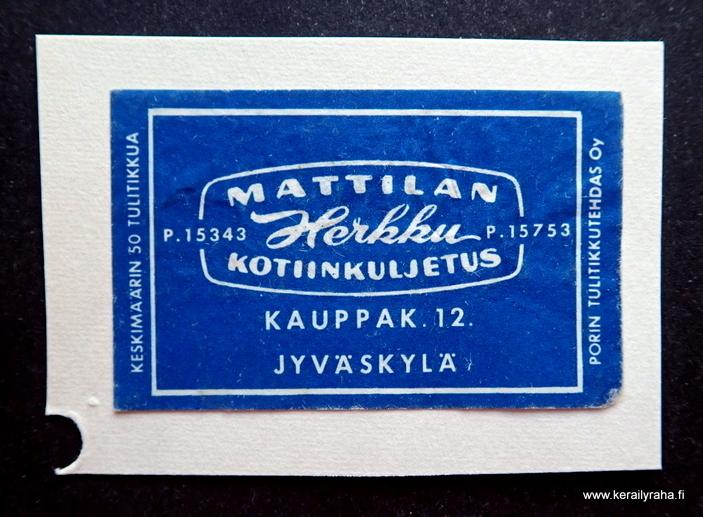 KESKIMÄÄRIN 50 TULITIKKUA
MATTILAN
P.15343 Herkku P.15753
KOTIINKULJETUS
KAUPPAK. 12.
JYVÄSKYLÄ
PORIN TULITIKKUTEHDAS Oy
www.kerailyraha.fi